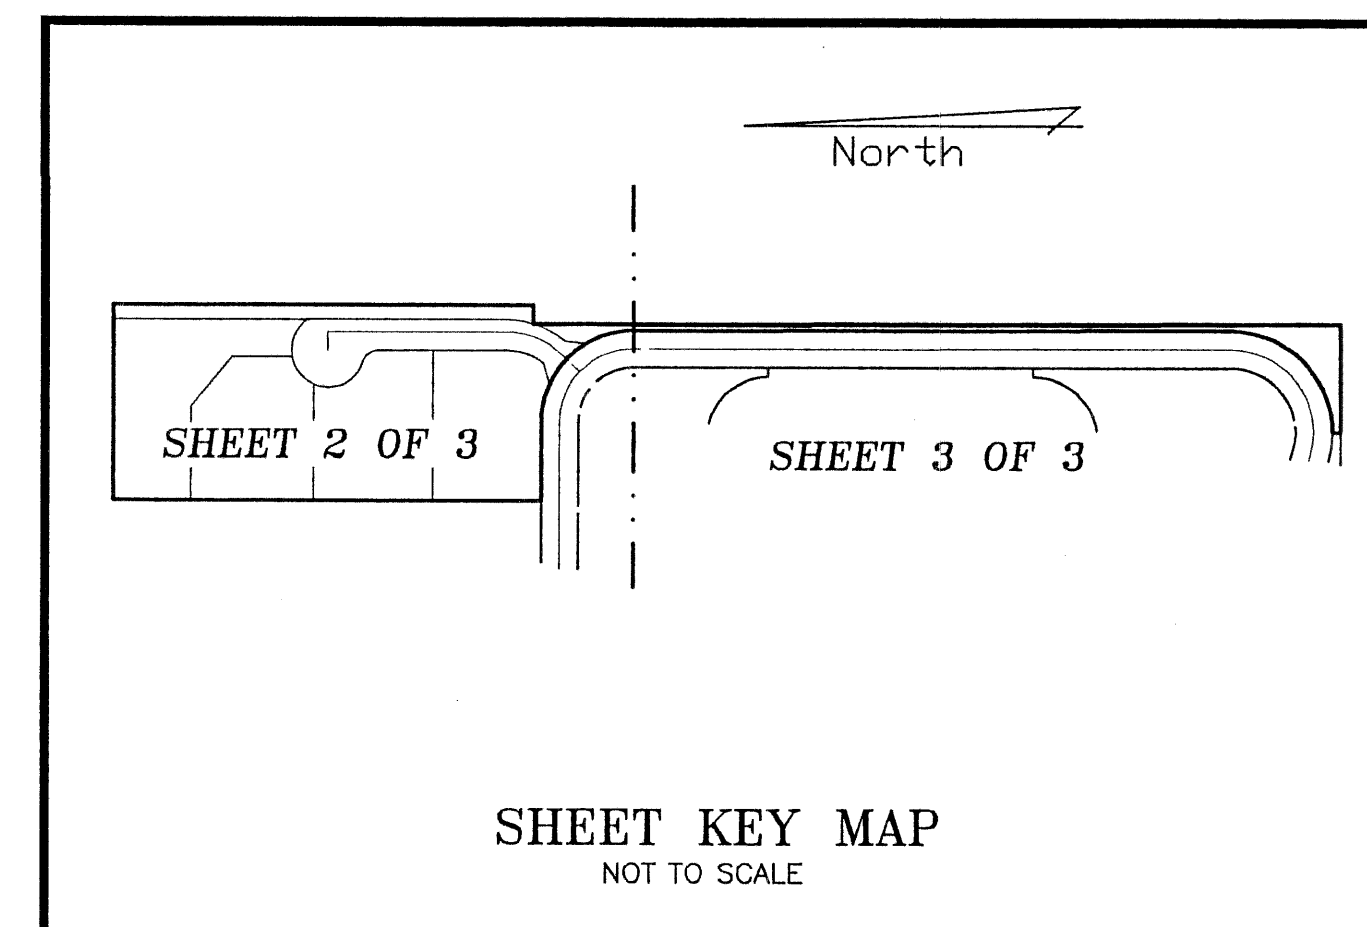 North
SHEET 2 OF 3
SHEET 3 OF 3
SHEET KEY MAP
NOT TO SCALE